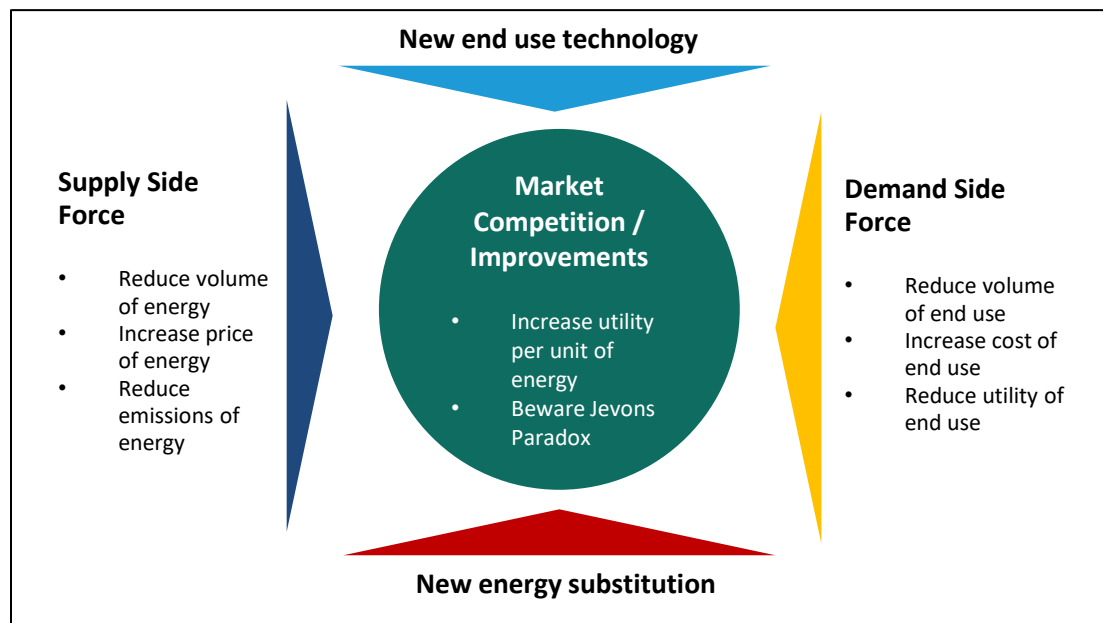 New end use technology
Supply Side
Force
• Reduce volume
of energy
• Increase price
of energy
• Reduce
emissions of
energy
Market
Competition /
Improvements
• Increase utility
per unit of
energy
• Beware Jevons
Paradox
Demand Side
Force
• Reduce volume
of end use
• Increase cost of
end use
• Reduce utility of
end use
New energy substitution